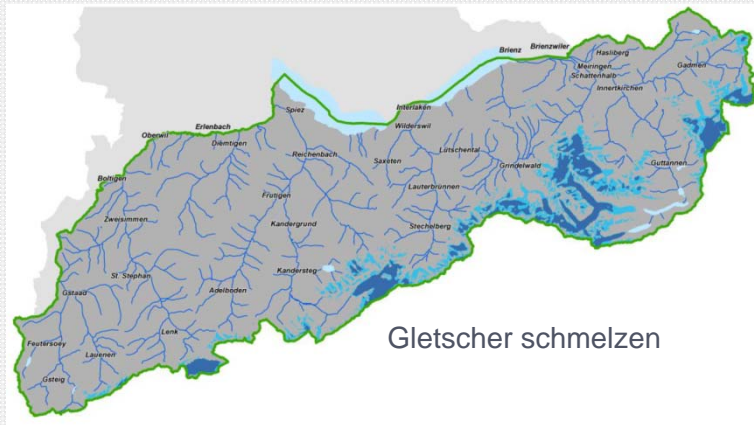 Brienz
Brienzwiler
Hasliberg
Meiringen
Schattenhalb
Gadmen
Innertkirchen
Interlaken
Spiez
Wilderswil
Erlenbach
Oberwil
Diemtigen
Reichenbach
Saxeten
Lütschental
Grindelwald
Guttannen
Boltigen
Lauterbrunnen
Frutigen
Zweisimmen
Kandergrund
Stechelberg
Kandersteg
St. Stephan
Gstaad
Adelboden
Lenk
Feutersoey
Lauenen
Gsteig
Gletscher schmelzen